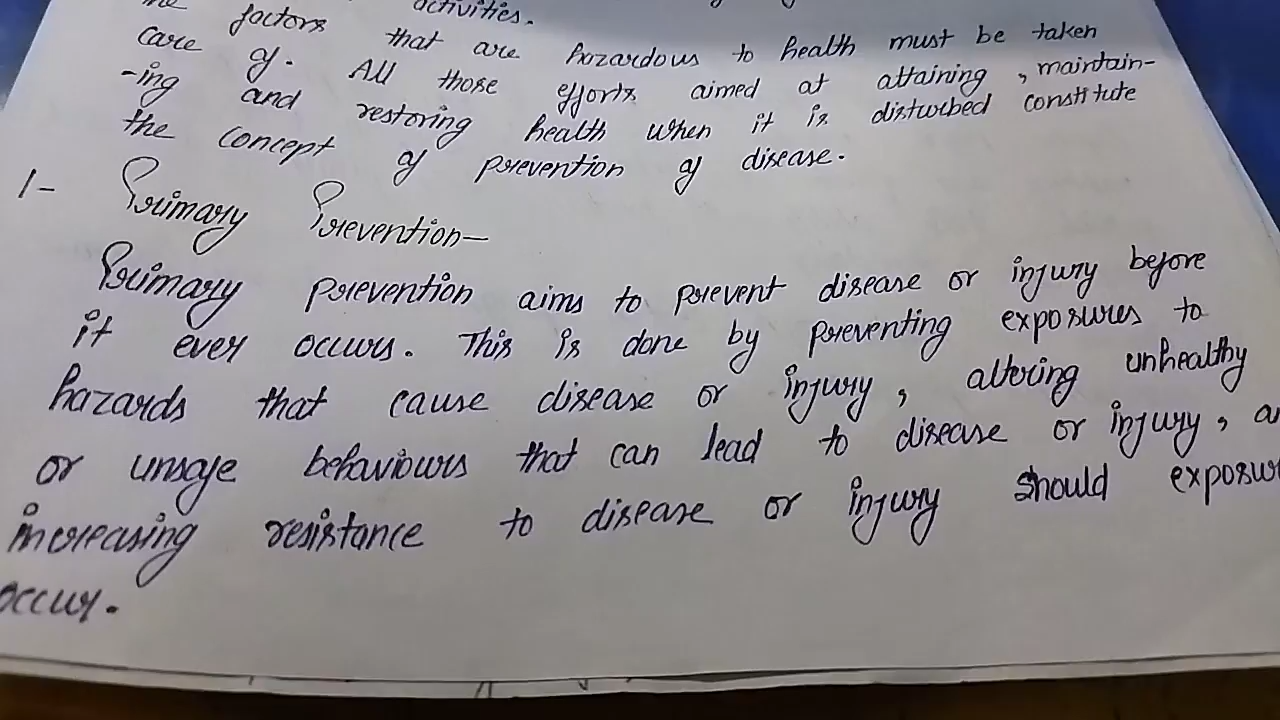 activities.
the factors that are hazardous to health must be taken
care of. All those efforts aimed at attaining, maintain-
-ing and restoring health when it is disturbed constitute
the concept of prevention of disease.
1- Primary Prevention-
Primary prevention aims to prevent disease or injury before
it ever occurs. This is done by preventing exposures to
hazards that cause disease or injury, altering unhealthy
or unsafe behaviours that can lead to disease or injury, a
increasing resistance to disease or injury should exposur
occur.